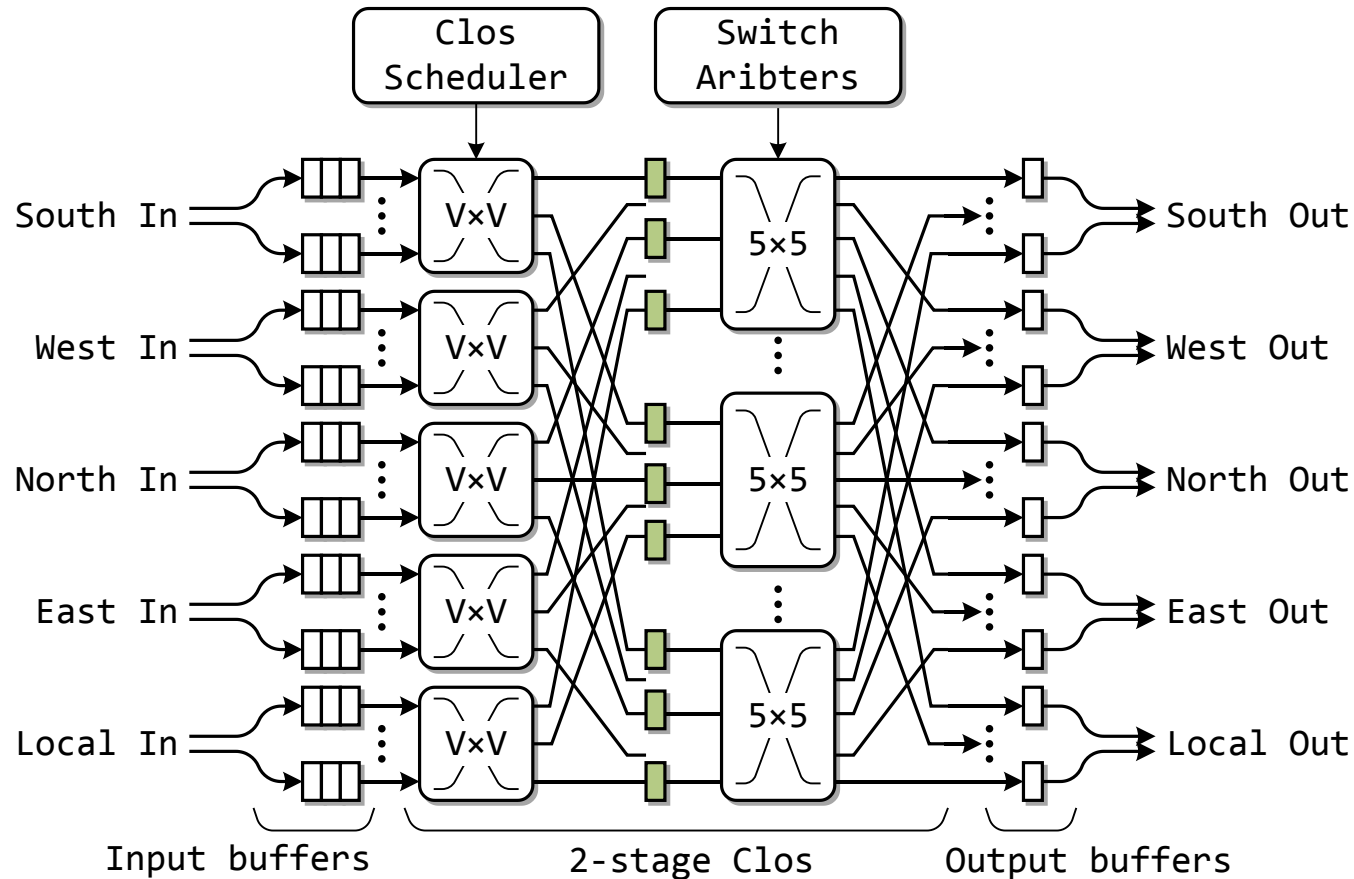 Clos
Scheduler
Switch
Aribters
South In
V×V
5×5
South Out
West In
V×V
West Out
North In
V×V
5×5
North Out
East In
V×V
East Out
Local In
V×V
5×5
Local Out
Input buffers
2-stage Clos
Output buffers